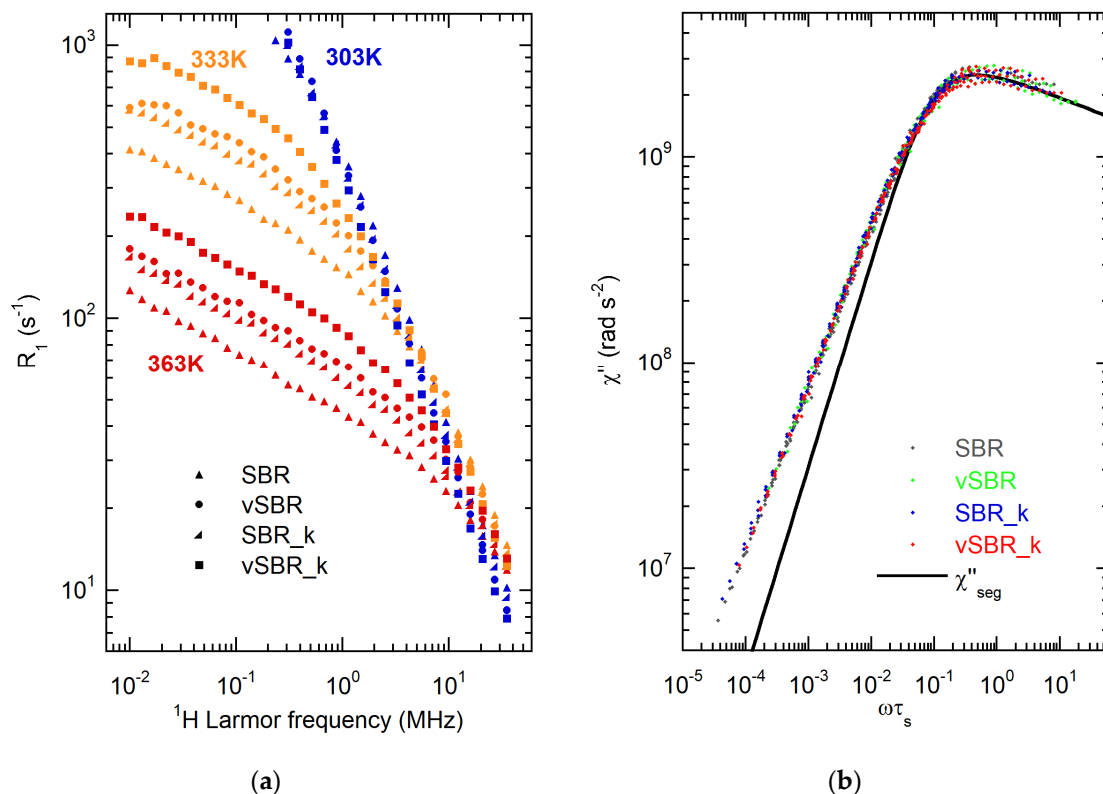 10³
10²
10¹
R₁ (s⁻¹)
333K
303K
363K
SBR
vSBR
SBR_k
vSBR_k
10⁻² 10⁻¹ 10⁰ 10¹
¹H Larmor frequency (MHz)
(a)
10⁹
10⁸
10⁷
χ'' (rad s⁻²)
SBR
vSBR
SBR_k
vSBR_k
χ''seg
10⁻⁵ 10⁻⁴ 10⁻³ 10⁻² 10⁻¹ 10⁰ 10¹
ωτₛ
(b)